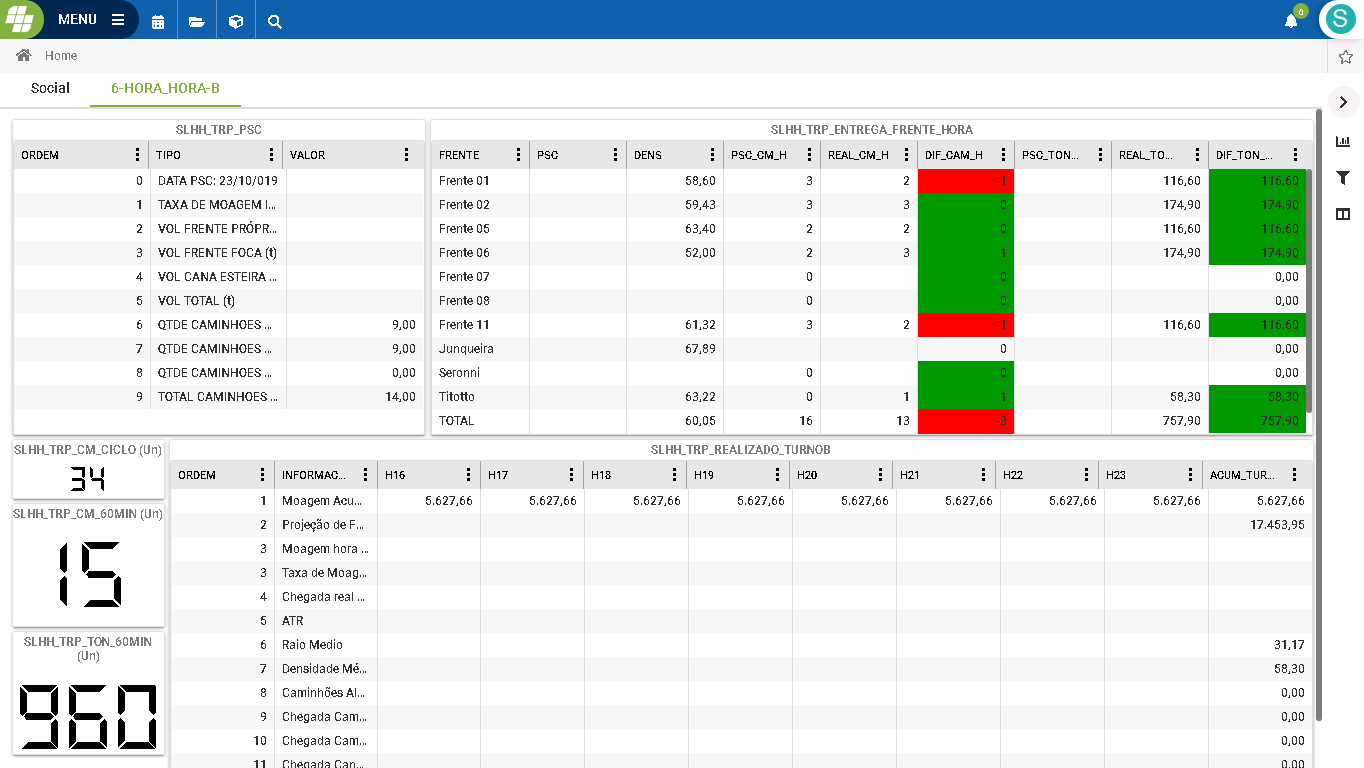 MENU
0
S
Home
Social 6-HORA_HORA-B
SLHH_TRP_PSC
ORDEM TIPO VALOR
0 DATA PSC: 23/10/019
1 TAXA DE MOAGEM I...
2 VOL FRENTE PRÓPR...
3 VOL FRENTE FOCA (t)
4 VOL CANA ESTEIRA ...
5 VOL TOTAL (t)
6 QTDE CAMINHOES ... 9,00
7 QTDE CAMINHOES ... 9,00
8 QTDE CAMINHOES ... 0,00
9 TOTAL CAMINHOES ... 14,00
SLHH_TRP_ENTREGA_FRENTE_HORA
FRENTE PSC DENS PSC_CM_H REAL_CM_H DIF_CAM_H PSC_TON... REAL_TO... DIF_TON_...
Frente 01 58,60 3 2 -1 116,60 116,60
Frente 02 59,43 3 3 0 174,90 174,90
Frente 05 63,40 2 2 0 116,60 116,60
Frente 06 52,00 2 3 1 174,90 174,90
Frente 07 0 0 0,00
Frente 08 0 0 0,00
Frente 11 61,32 3 2 -1 116,60 116,60
Junqueira 67,89 0 0,00
Seronni 0 0 0,00
Titotto 63,22 0 1 1 58,30 58,30
TOTAL 60,05 16 13 -3 757,90 757,90
SLHH_TRP_CM_CICLO (Un)
34
SLHH_TRP_CM_60MIN (Un)
15
SLHH_TRP_TON_60MIN
(Un)
960
SLHH_TRP_REALIZADO_TURNOB
ORDEM INFORMAC... H16 H17 H18 H19 H20 H21 H22 H23 ACUM_TUR...
1 Moagem Acu... 5.627,66 5.627,66 5.627,66 5.627,66 5.627,66 5.627,66 5.627,66 5.627,66 5.627,66
2 Projeção de F... 17.453,95
3 Moagem hora ...
3 Taxa de Moag...
4 Chegada real ...
5 ATR
6 Raio Medio 31,17
7 Densidade Mé... 58,30
8 Caminhões Al... 0,00
9 Chegada Cam... 0,00
10 Chegada Cam... 0,00
11 Chegada Can... 0,00